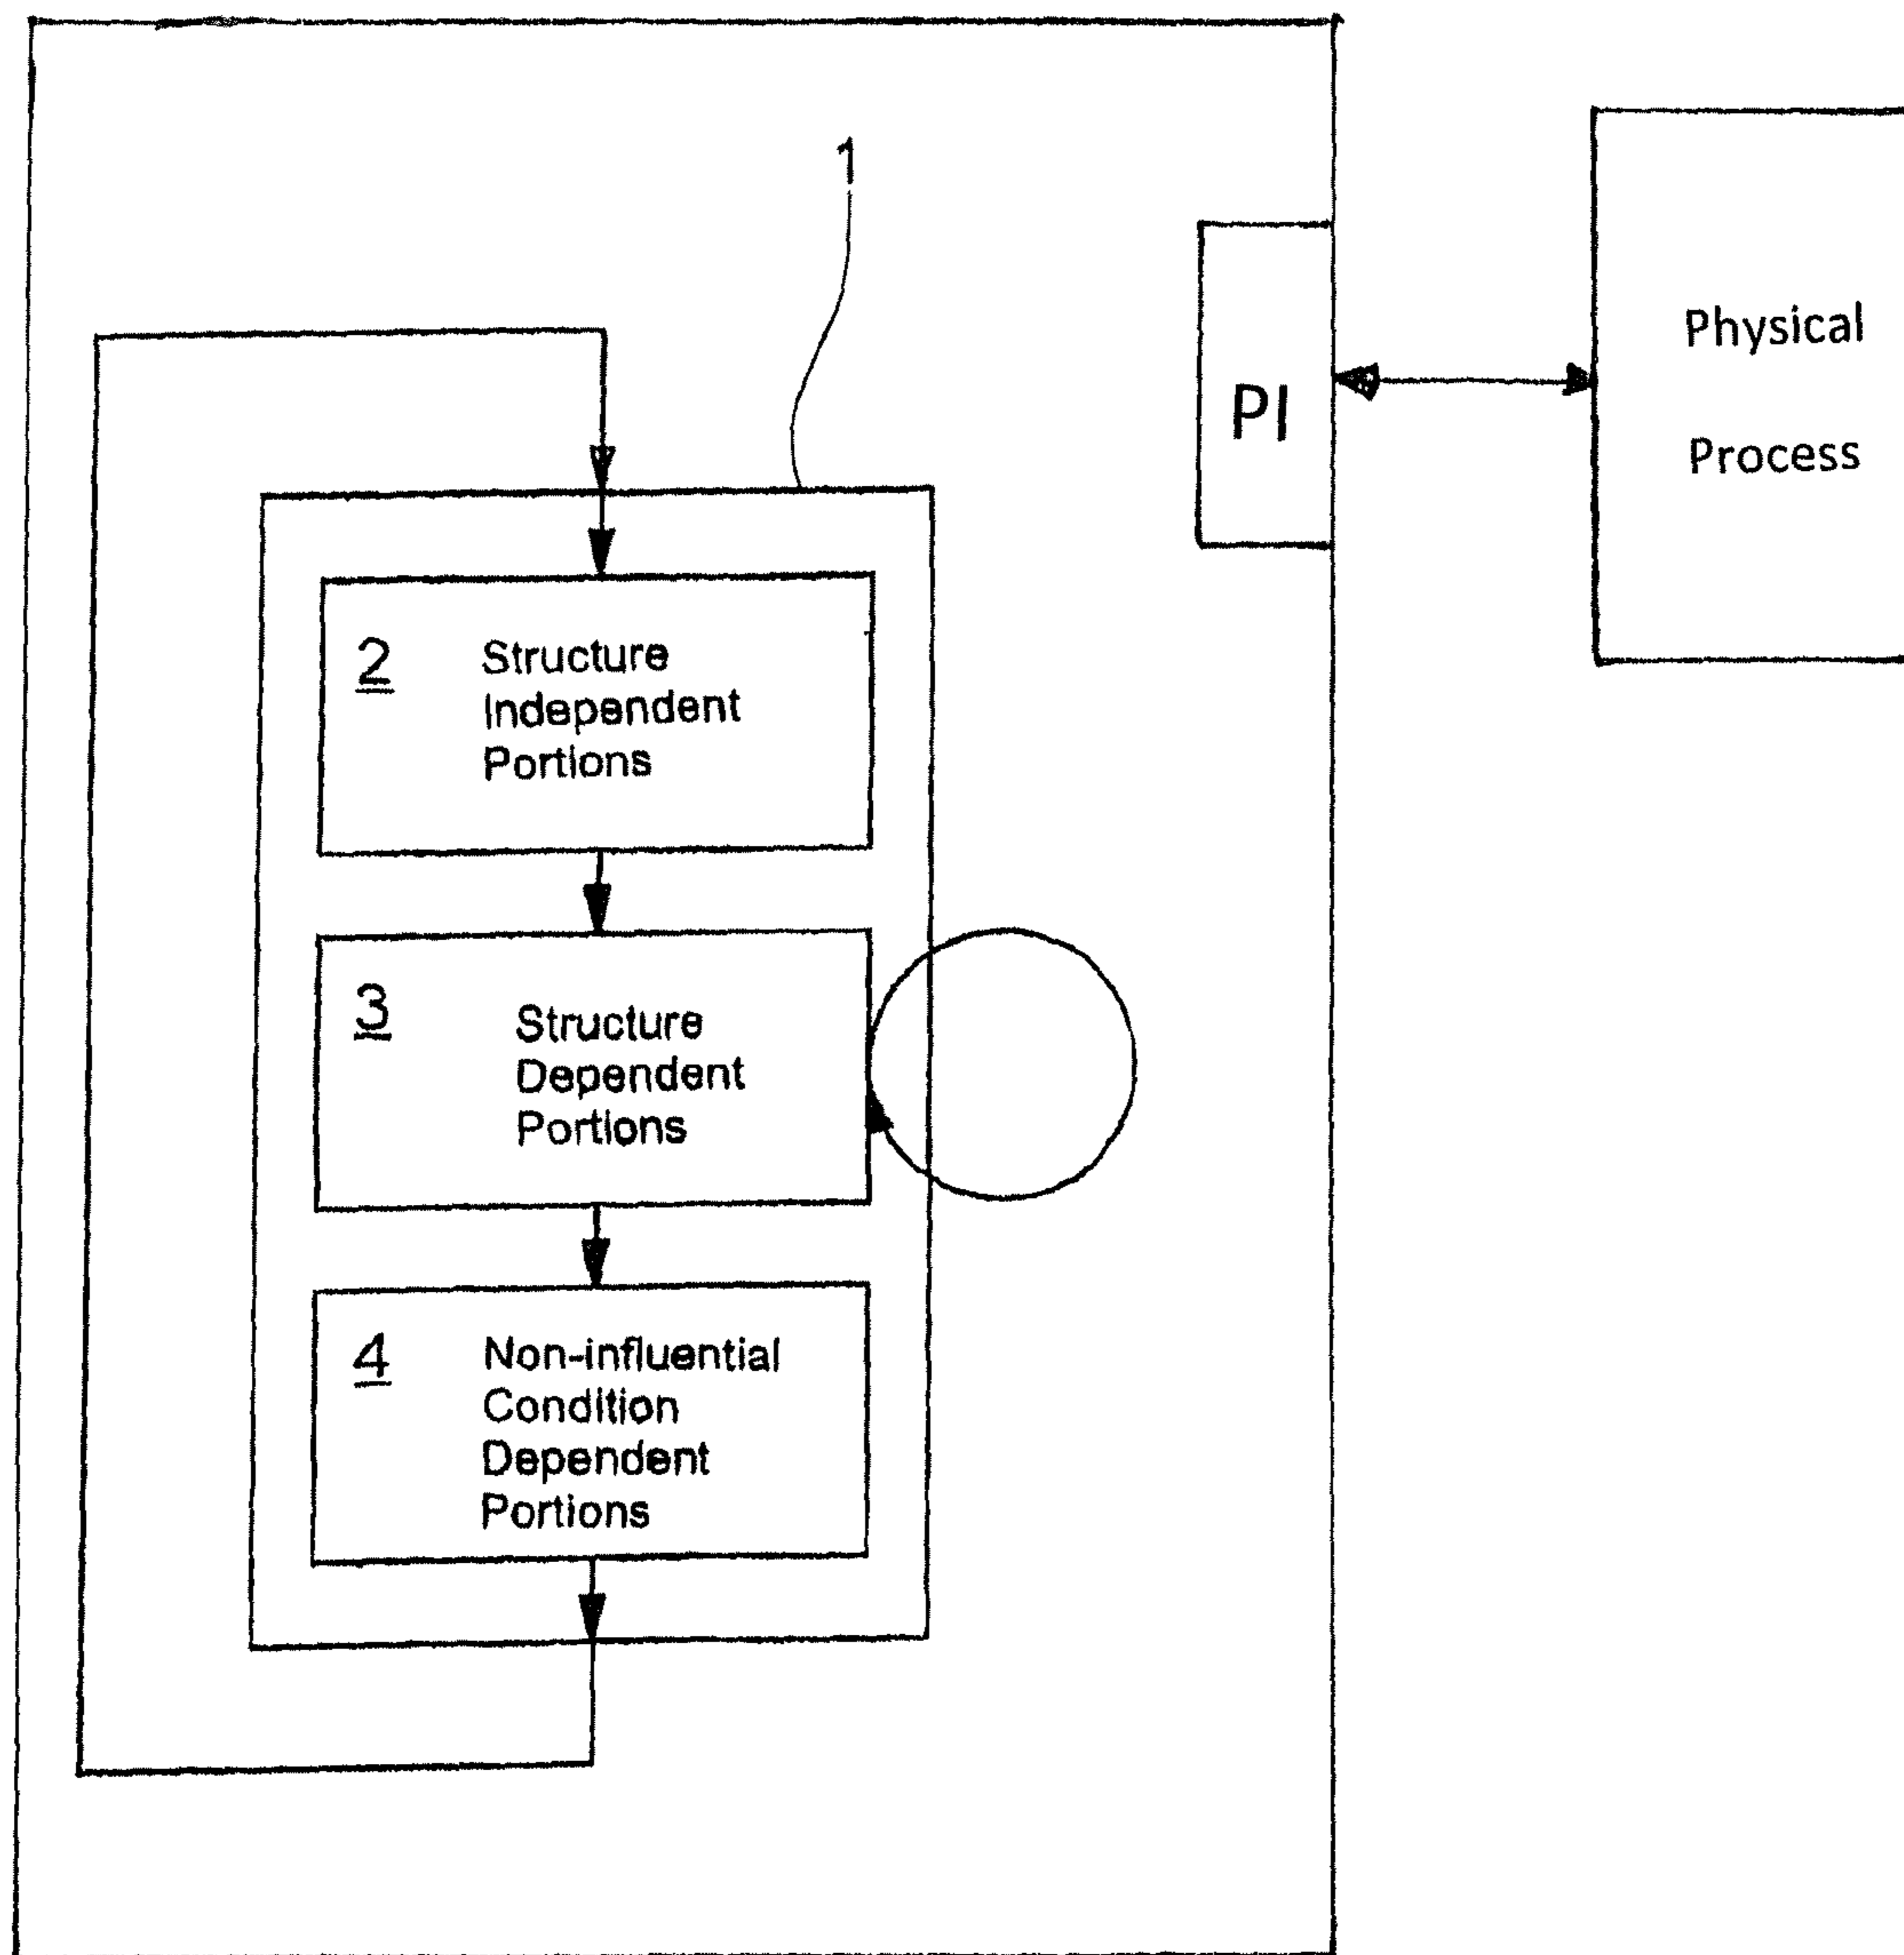 1
PI
Physical
Process
2
Structure
Independent
Portions
3
Structure
Dependent
Portions
4
Non-influential
Condition
Dependent
Portions